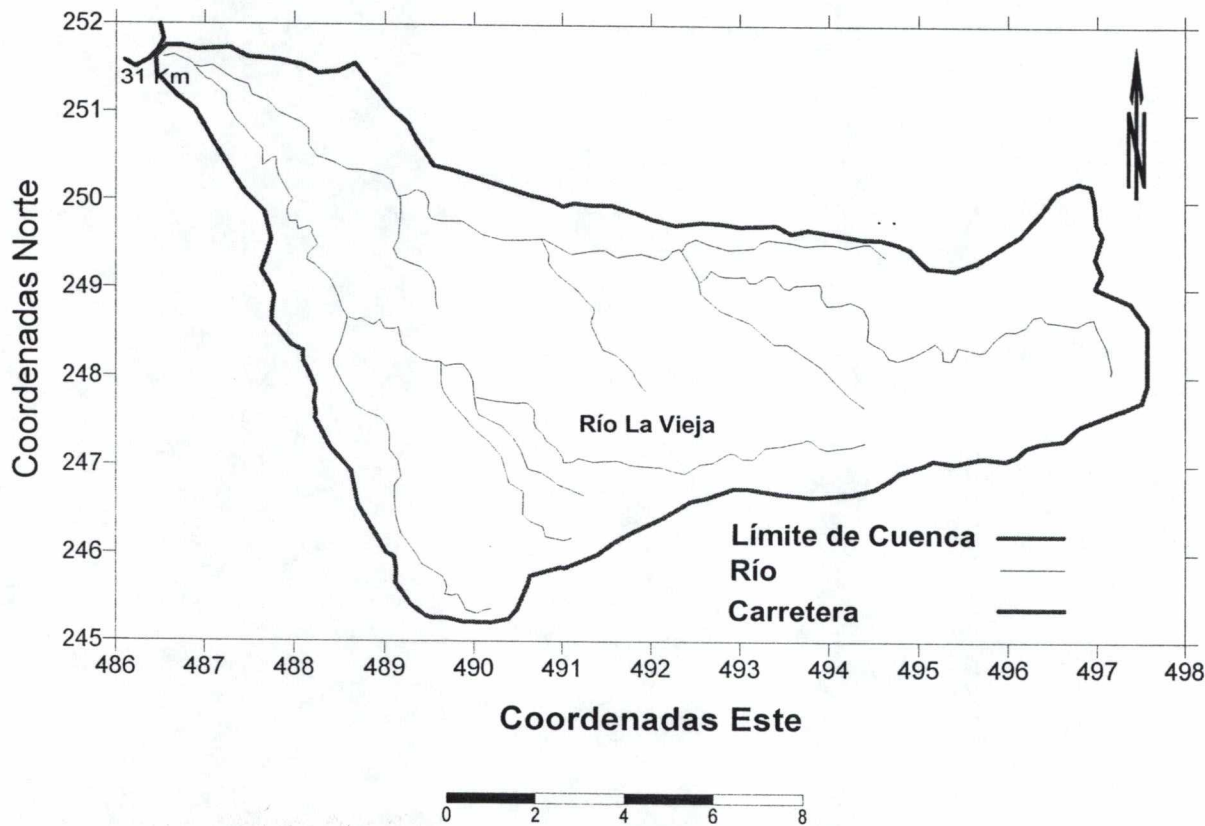 252
251
250
249
248
247
246
245
Coordenadas Norte
31 Km
N
Río La Vieja
Límite de Cuenca
Río
Carretera
486 487 488 489 490 491 492 493 494 495 496 497 498
Coordenadas Este
0 2 4 6 8